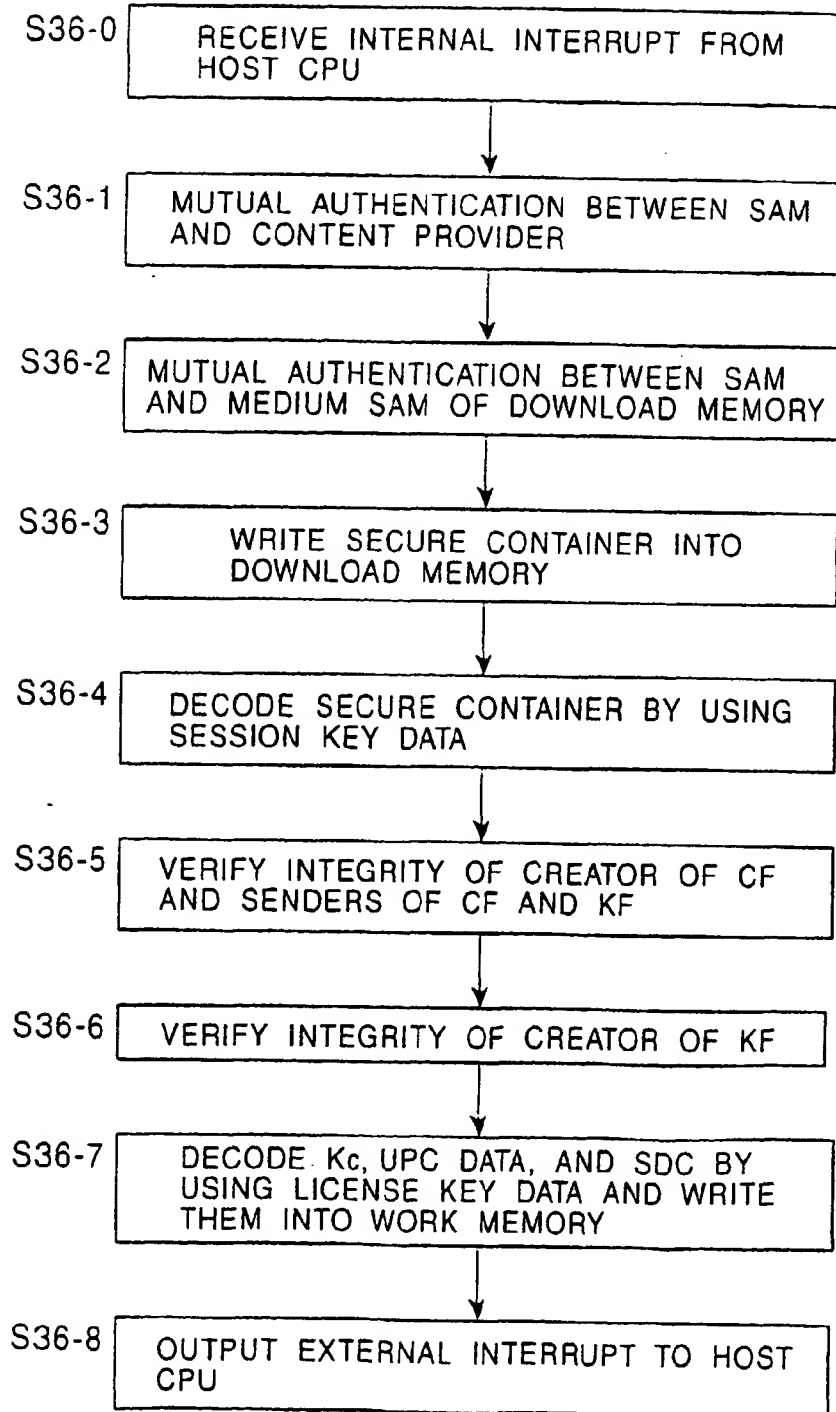 S36-0
RECEIVE INTERNAL INTERRUPT FROM
HOST CPU
S36-1
MUTUAL AUTHENTICATION BETWEEN SAM
AND CONTENT PROVIDER
S36-2
MUTUAL AUTHENTICATION BETWEEN SAM
AND MEDIUM SAM OF DOWNLOAD MEMORY
S36-3
WRITE SECURE CONTAINER INTO
DOWNLOAD MEMORY
S36-4
DECODE SECURE CONTAINER BY USING
SESSION KEY DATA
S36-5
VERIFY INTEGRITY OF CREATOR OF CF
AND SENDERS OF CF AND KF
S36-6
VERIFY INTEGRITY OF CREATOR OF KF
S36-7
DECODE Kc, UPC DATA, AND SDC BY
USING LICENSE KEY DATA AND WRITE
THEM INTO WORK MEMORY
S36-8
OUTPUT EXTERNAL INTERRUPT TO HOST
CPU